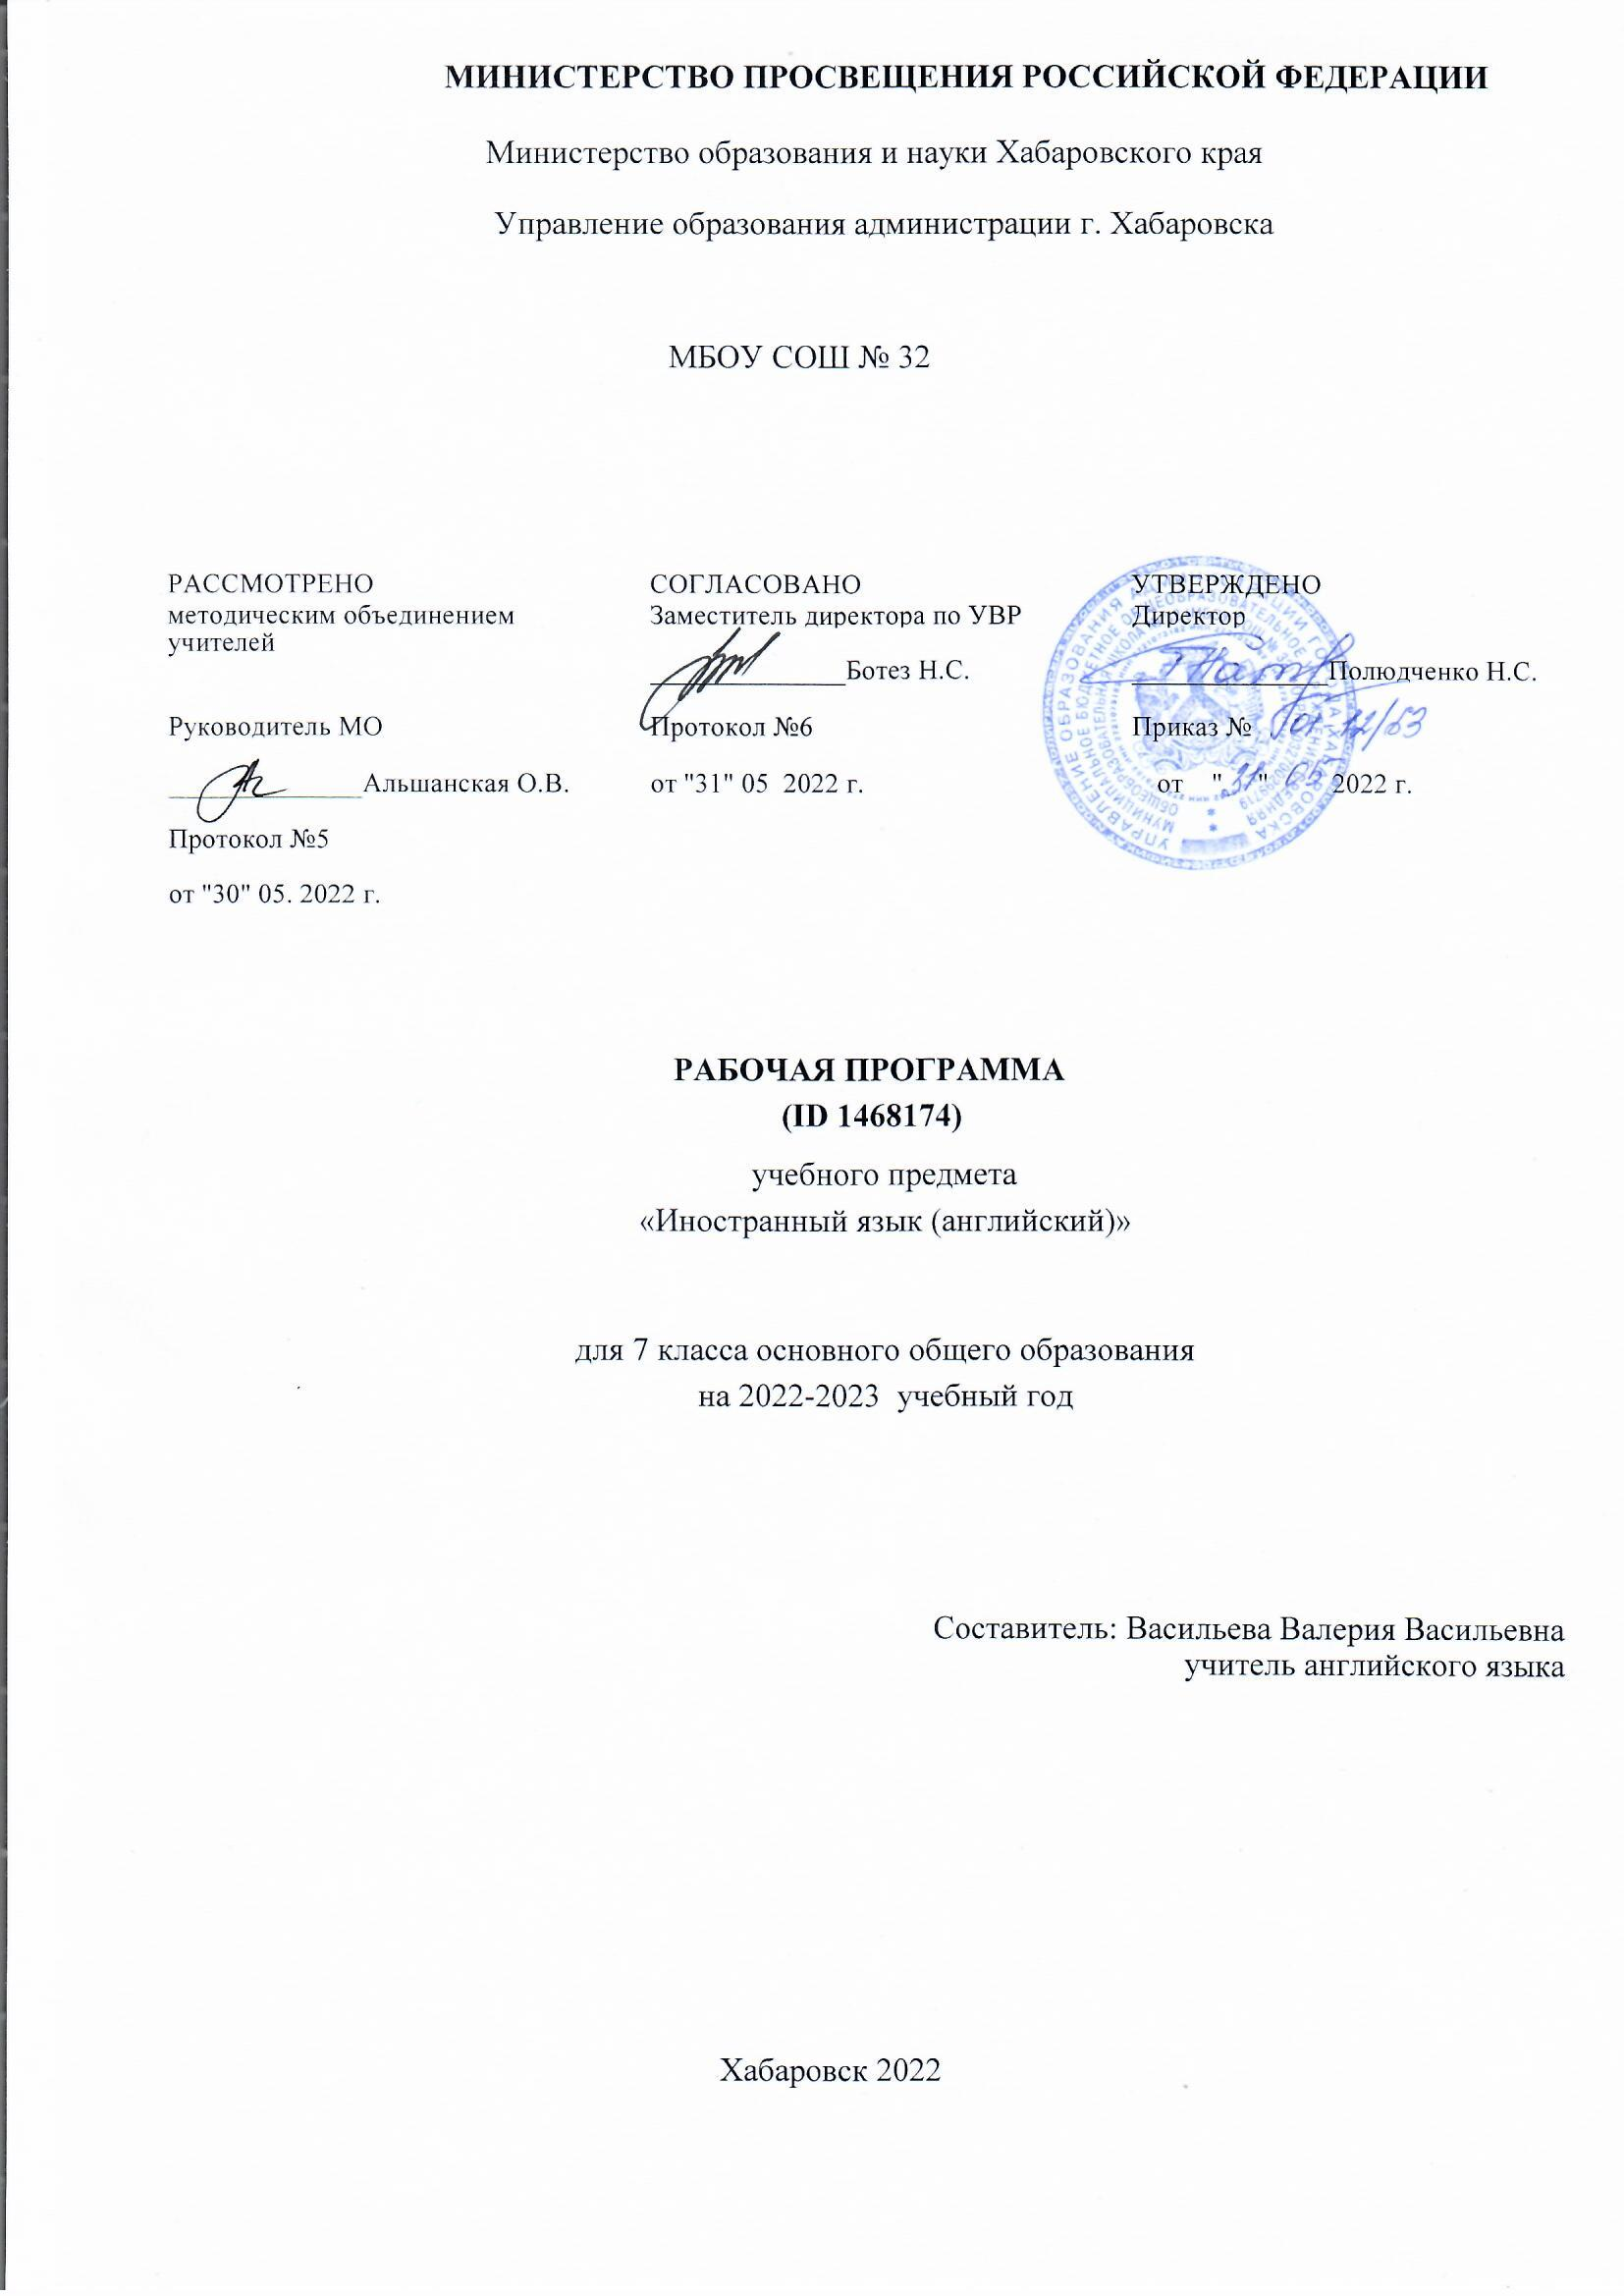 МИНИСТЕРСТВО ПРОСВЕЩЕНИЯ РОССИЙСКОЙ ФЕДЕРАЦИИ
Министерство образования и науки Хабаровского края
Управление образования администрации г. Хабаровска
МБОУ СОШ № 32
РАССМОТРЕНО
методическим объединением
учителей
Руководитель МО
Альшанская О.В.
Протокол №5
от "30" 05. 2022 г.
СОГЛАСОВАНО
Заместитель директора по УВР
Ботез Н.С.
Протокол №6
от "31" 05 2022 г.
УТВЕРЖДЕНО
Директор
Полюдченко Н.С.
Приказ №
от "31" 05 2022 г.
РАБОЧАЯ ПРОГРАММА
(ID 1468174)
учебного предмета
«Иностранный язык (английский)»
для 7 класса основного общего образования
на 2022-2023 учебный год
Составитель: Васильева Валерия Васильевна
учитель английского языка
Хабаровск 2022